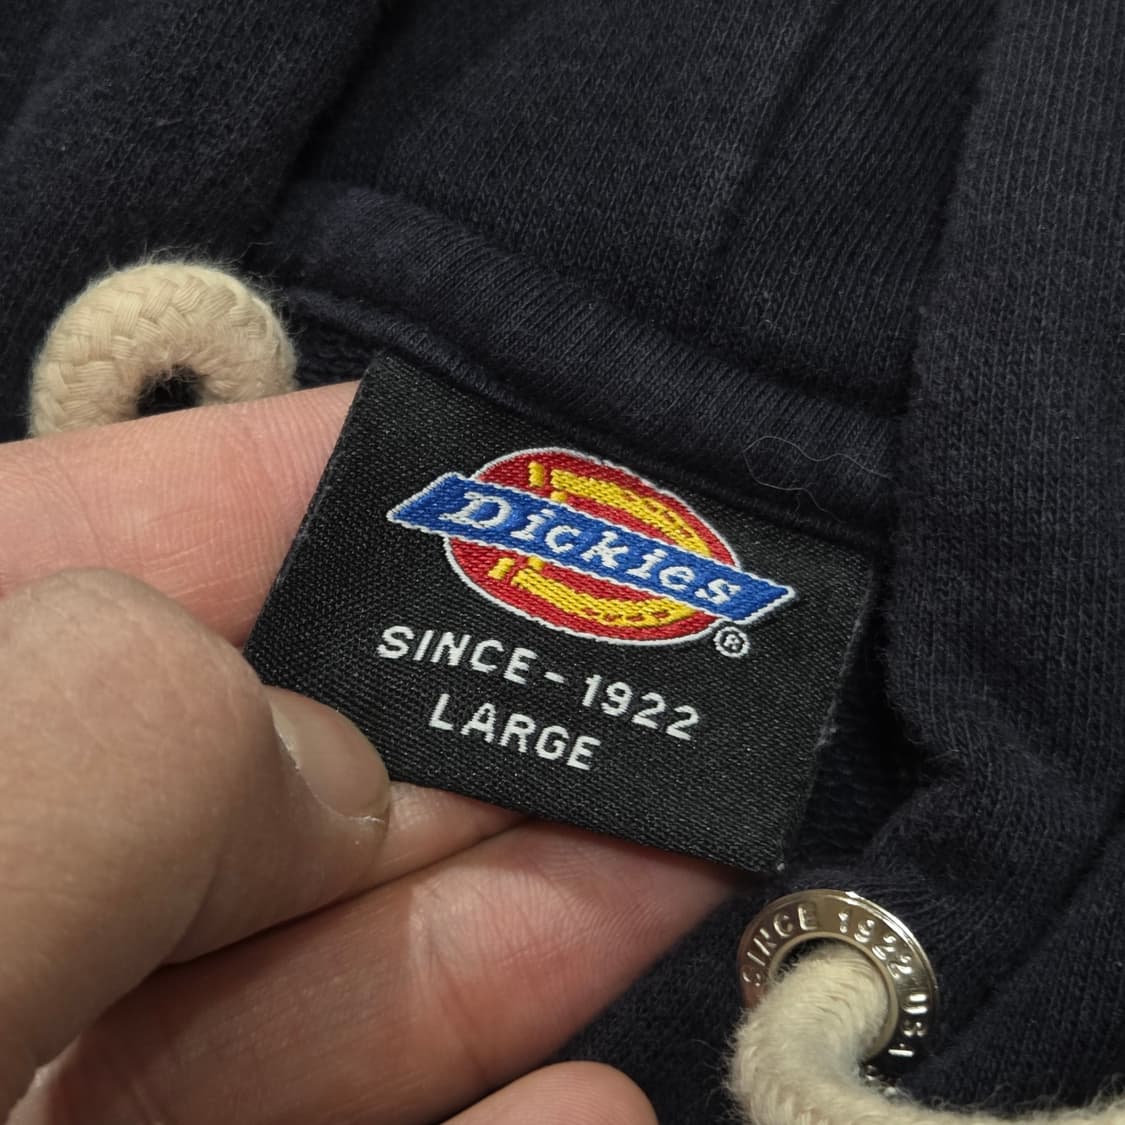 Dickies
®
SINCE-1922
LARGE
SINCE 1922 USA